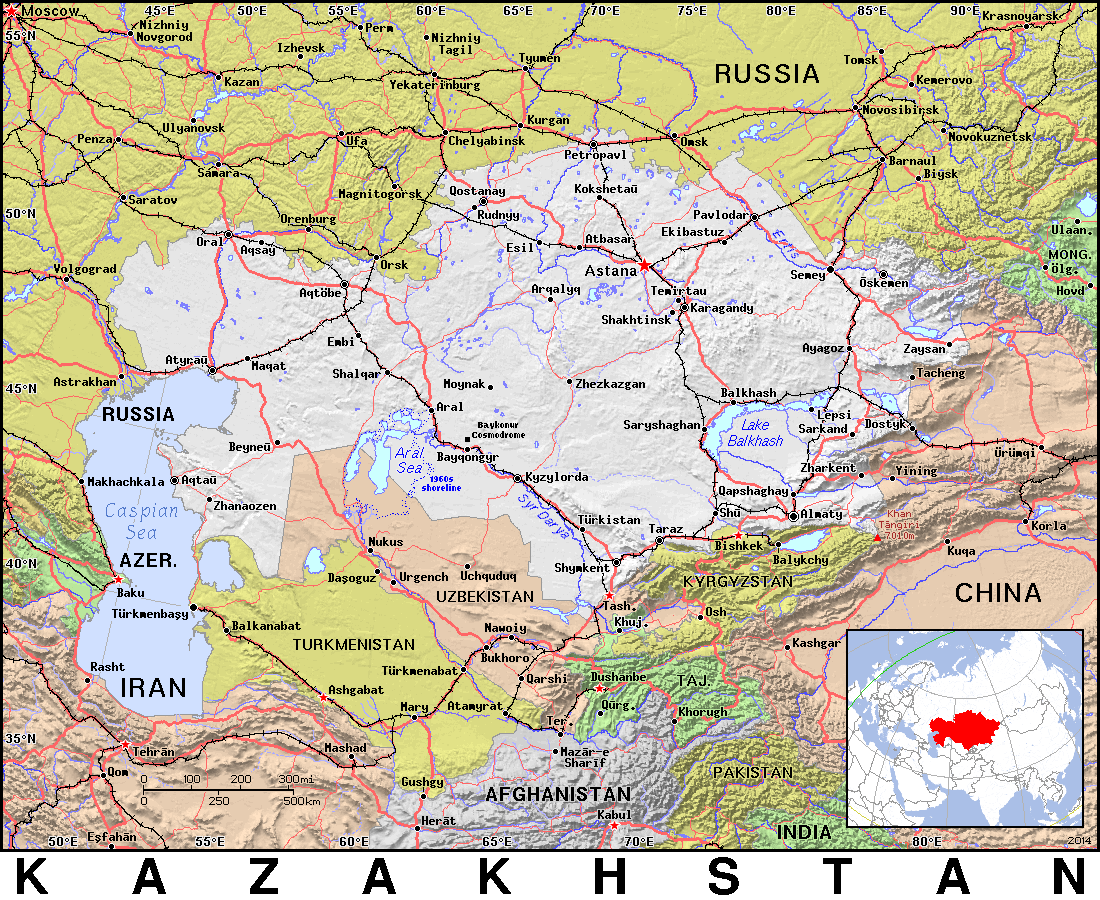 Moscow
45°E
50°E
55°E
60°E
65°E
70°E
75°E
80°E
85°E
90°E
Krasnoyarsk
55°N
Nizhniy
Novgorod
Perm
Nizhniy
Tagil
Izhevsk
Tyumen
Tomsk
Kazan
Yekaterinburg
RUSSIA
Kemerovo
Novosibirsk
Ulyanovsk
Kurgan
Penza
Ufa
Chelyabinsk
Omsk
Novokuznetsk
Petropavl
Sámara
Barnaul
Biysk
Magnitogorsk
Qostanay
Kokshetaū
Saratov
Rudnyy
50°N
Orenburg
Pavlodar
Ulaan.
Oral
Aqsay
Esil
Atbasar
Ekibastuz
Ertis
MONG.
Orsk
Astana
Semey
Öskemen
ölg.
Volgograd
Aqtöbe
Arqalyq
Temirtau
Hovd
Karagandy
Shakhtinsk
Embi
Ayagoz
Zaysan
Atyraū
Maqat
Shalqar
Tacheng
45°N
Astrakhan
Moynak
Zhezkazgan
Balkhash
RUSSIA
Aral
Lepsi
Baykonur
Cosmodrome
Saryshaghan
Lake
Balkhash
Sarkand
Dostyk
Beyneū
Aral
Sea
Bayqongyr
Ürümqi
Makhachkala
Aqtaū
1960s
shoreline
Kyzylorda
Zharkent
Yining
Qapshaghay
Zhanaozen
Syr Darya
Caspian
Sea
Türkistan
Taraz
Shū
Almaty
Khan
Tängiri
7010m
Korla
Nukus
Bishkek
Balykchy
Kuqa
40°N
AZER.
Daşoguz
Urgench
Uchquduq
Shymkent
KYRGYZSTAN
Baku
UZBEKISTAN
CHINA
Türkmenbaşy
Tash.
Osh
Balkanabat
Nawoiy
Khuj.
TURKMENISTAN
Bukhoro
Kashgar
Rasht
Türkmenabat
Qarshi
Dushanbe
TAJ.
IRAN
Ashgabat
Mary
Atamyrat
Qürg.
Khorugh
Ter.
35°N
Tehrān
Mashad
Mazār-e
Sharif
Qom
0
100
200
300mi
0
250
500km
Gushgy
PAKISTAN
AFGHANISTAN
Herāt
Kabul
INDIA
Eşfahān
50°E
55°E
60°E
65°E
70°E
80°E
2014
K A Z A K H S T A N